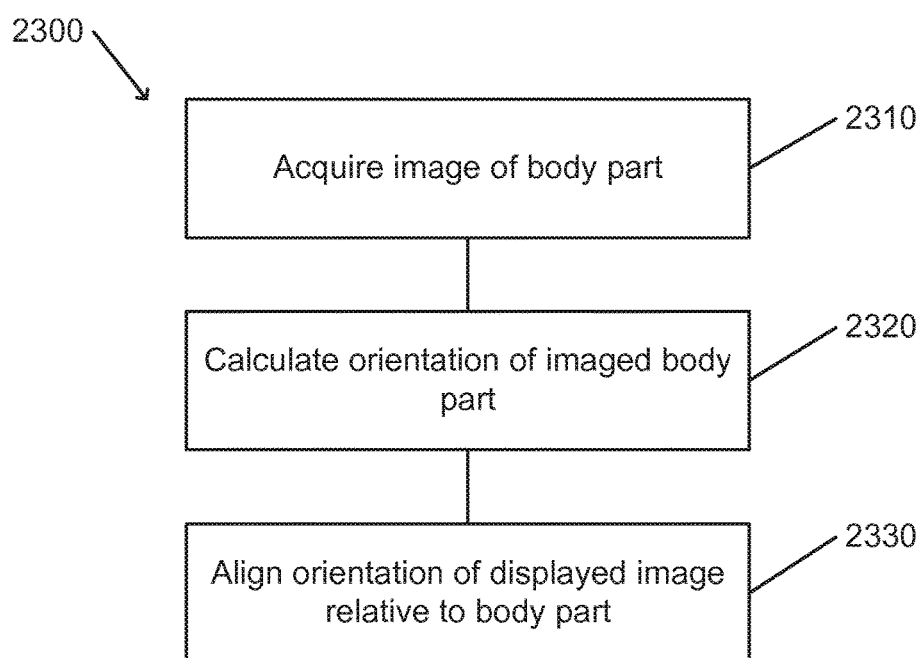 2300
2310
Acquire image of body part
2320
Calculate orientation of imaged body
part
2330
Align orientation of displayed image
relative to body part